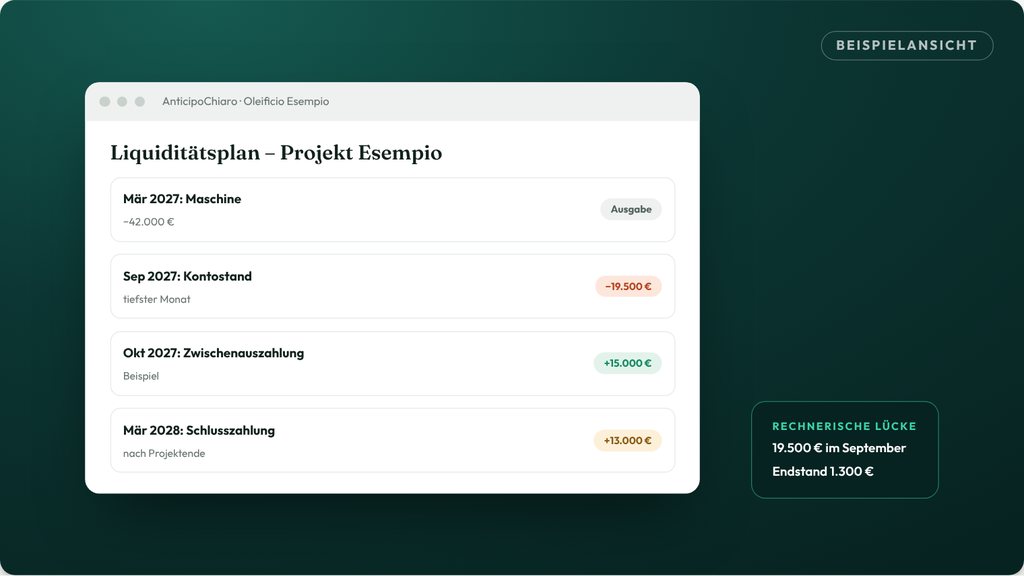 BEISPIELANSICHT
AnticipoChiaro · Oleificio Esempio
Liquiditätsplan – Projekt Esempio
Mär 2027: Maschine
−42.000 €
Ausgabe
Sep 2027: Kontostand
tiefster Monat
−19.500 €
Okt 2027: Zwischenauszahlung
Beispiel
+15.000 €
Mär 2028: Schlusszahlung
nach Projektende
+13.000 €
RECHNERISCHE LÜCKE
19.500 € im September
Endstand 1.300 €